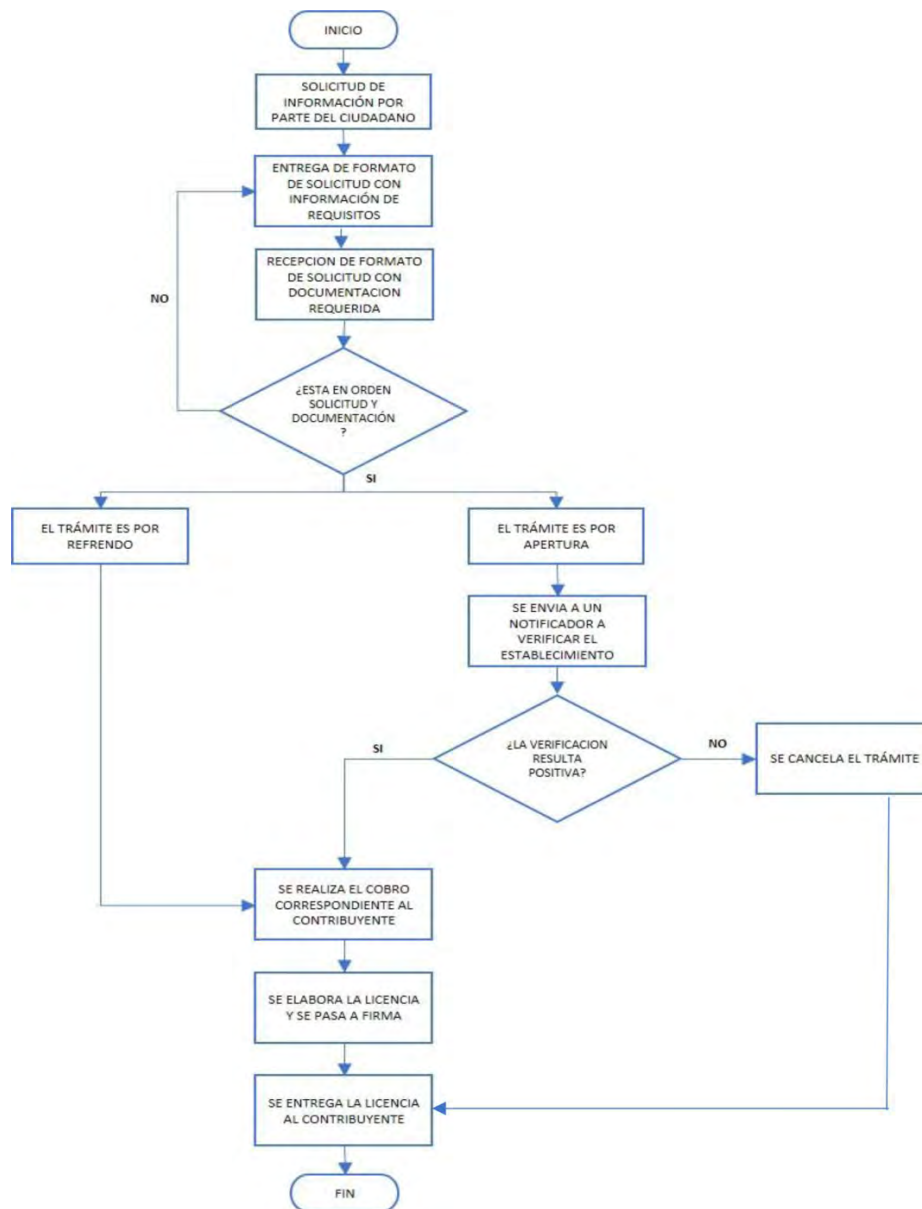 INICIO
SOLICITUD DE
INFORMACIÓN POR
PARTE DEL CIUDADANO
ENTREGA DE FORMATO
DE SOLICITUD CON
INFORMACIÓN DE
REQUISITOS
RECEPCION DE FORMATO
DE SOLICITUD CON
DOCUMENTACION
REQUERIDA
NO
¿ESTA EN ORDEN
SOLICITUD Y
DOCUMENTACIÓN
?
SI
EL TRÁMITE ES POR
REFRENDO
EL TRÁMITE ES POR
APERTURA
SE ENVIA A UN
NOTIFICADOR A
VERIFICAR EL
ESTABLECIMIENTO
SI
¿LA VERIFICACION
RESULTA
POSITIVA?
NO
SE CANCELA EL TRÁMITE
SE REALIZA EL COBRO
CORRESPONDIENTE AL
CONTRIBUYENTE
SE ELABORA LA LICENCIA
Y SE PASA A FIRMA
SE ENTREGA LA LICENCIA
AL CONTRIBUYENTE
FIN